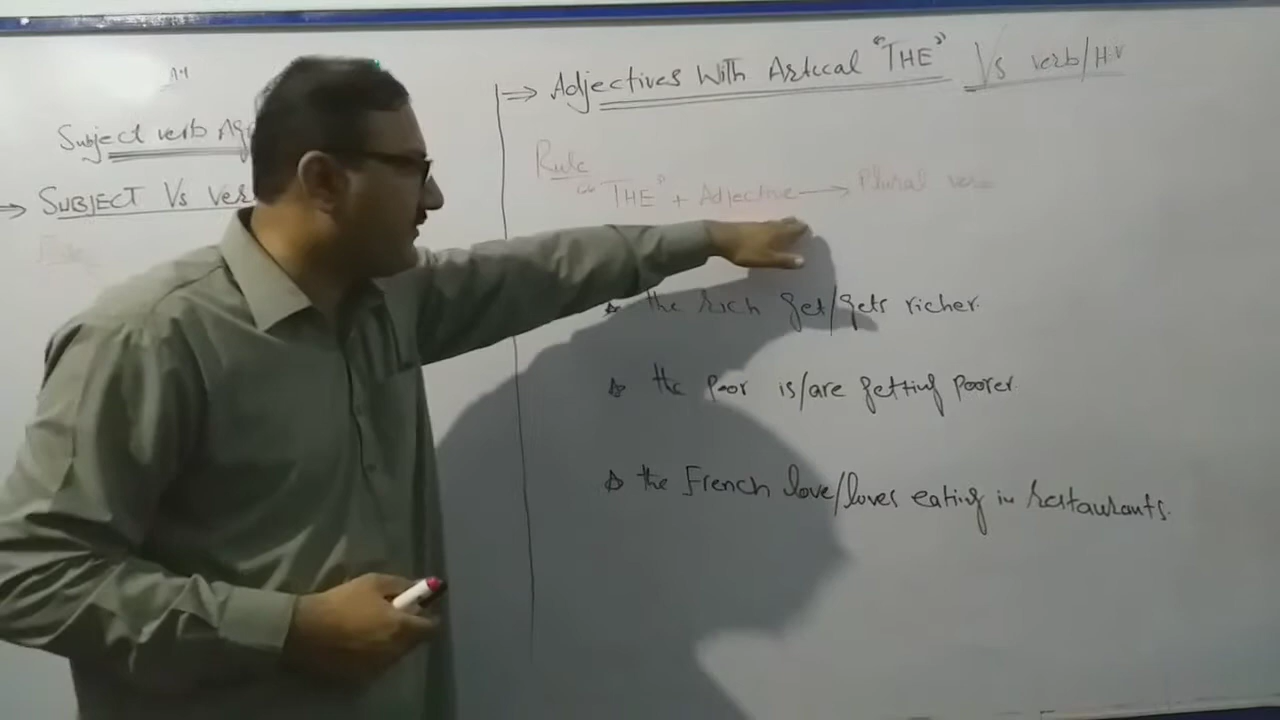 Subject verb Ag
→ SUBJECT Vs ver
⇒ Adjectives With Artical "THE" Vs verb/H.V
Rule
"THE" + Adjective → Plural verb
the rich get/gets richer.
the poor is/are getting poorer.
the French love/loves eating in restaurants.